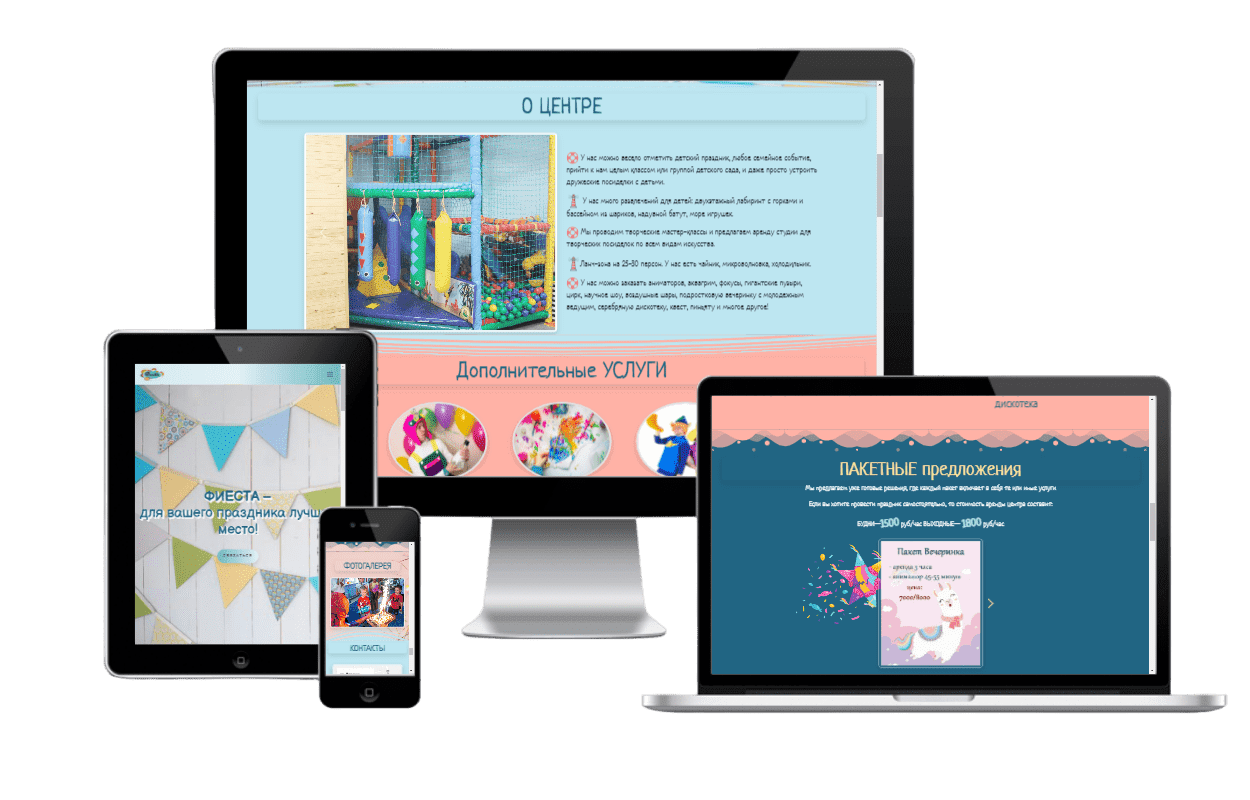 О ЦЕНТРЕ
У нас можно весело отметить детский праздник, любое семейное событие,
прийти к нам целым классом или группой детского сада, и даже просто устроить
дружеские посиделки с детьми.
У нас много развлечений для детей: двухэтажный лабиринт с горками и
бассейном из шариков, надувной батут, море игрушек.
Мы проводим творческие мастер-классы и предлагаем аренду студии для
творческих посиделок по всем видам искусства.
Ланч-зона на 25-30 персон. У нас есть чайник, микроволновка, холодильник.
У нас можно заказать аниматоров, аквагрим, фокусы, гигантские пузыри,
цирк, научное шоу, воздушные шары, подростковую вечеринку с молодежным
ведущим, серебряную дискотеку, квест, пиньяту и многое другое!
Дополнительные УСЛУГИ
ФИЕСТА –
для вашего праздника лучш
место!
СВЯЗАТЬСЯ
ФОТОГАЛЕРЕЯ
КОНТАКТЫ
дискотека
ПАКЕТНЫЕ предложения
Мы предлагаем уже готовые решения, где каждый пакет включает в себя те или иные услуги
Если вы хотите провести праздник самостоятельно, то стоимость аренды центра составит:
БУДНИ—1500 руб/час ВЫХОДНЫЕ— 1800 руб/час
Пакет Вечеринка
- аренда 3 часа
- аниматор 45-55 минут
цена:
7000/8000